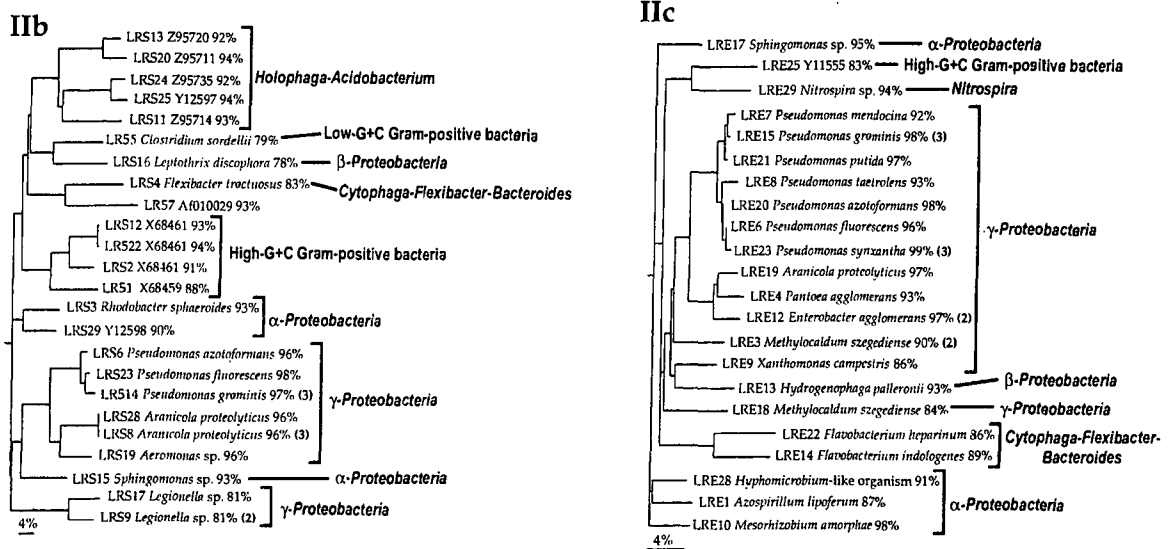 IIb
LRS13 Z95720 92%
LRS20 Z95711 94%
LRS24 Z95735 92%
LRS25 Y12597 94%
LRS11 Z95714 93%
Holophaga-Acidobacterium
LR55 Clostridium sordellii 79%
Low-G+C Gram-positive bacteria
LRS16 Leptothrix discophora 78%
β-Proteobacteria
LRS4 Flexibacter tractuosus 83%
Cytophaga-Flexibacter-Bacteroides
LR57 Af010029 93%
LRS12 X68461 93%
LR522 X68461 94%
LRS2 X68461 91%
LR51 X68459 88%
High-G+C Gram-positive bacteria
LRS3 Rhodobacter sphaeroides 93%
LRS29 Y12598 90%
α-Proteobacteria
LRS6 Pseudomonas azotoformans 96%
LRS23 Pseudomonas fluorescens 98%
LR514 Pseudomonas graminis 97% (3)
LRS28 Aranicola proteolyticus 96%
LRS8 Aranicola proteolyticus 96% (3)
LRS19 Aeromonas sp. 96%
γ-Proteobacteria
LRS15 Sphingomonas sp. 93%
α-Proteobacteria
LRS17 Legionella sp. 81%
LRS9 Legionella sp. 81% (2)
γ-Proteobacteria
4%
IIc
LRE17 Sphingomonas sp. 95%
α-Proteobacteria
LRE25 Y11555 83%
High-G+C Gram-positive bacteria
LRE29 Nitrospira sp. 94%
Nitrospira
LRE7 Pseudomonas mendocina 92%
LRE15 Pseudomonas graminis 98% (3)
LRE21 Pseudomonas putida 97%
LRE8 Pseudomonas taetrolens 93%
LRE20 Pseudomonas azotoformans 98%
LRE6 Pseudomonas fluorescens 96%
LRE23 Pseudomonas synxantha 99% (3)
LRE19 Aranicola proteolyticus 97%
LRE4 Pantoea agglomerans 93%
LRE12 Enterobacter agglomerans 97% (2)
LRE3 Methylocaldum szegediense 90% (2)
LRE9 Xanthomonas campestris 86%
γ-Proteobacteria
LRE13 Hydrogenophaga palleronii 93%
β-Proteobacteria
LRE18 Methylocaldum szegediense 84%
γ-Proteobacteria
LRE22 Flavobacterium heparinum 86%
LRE14 Flavobacterium indologenes 89%
Cytophaga-Flexibacter-
Bacteroides
LRE28 Hyphomicrobium-like organism 91%
LRE1 Azospirillum lipoferum 87%
LRE10 Mesorhizobium amorphae 98%
α-Proteobacteria
4%